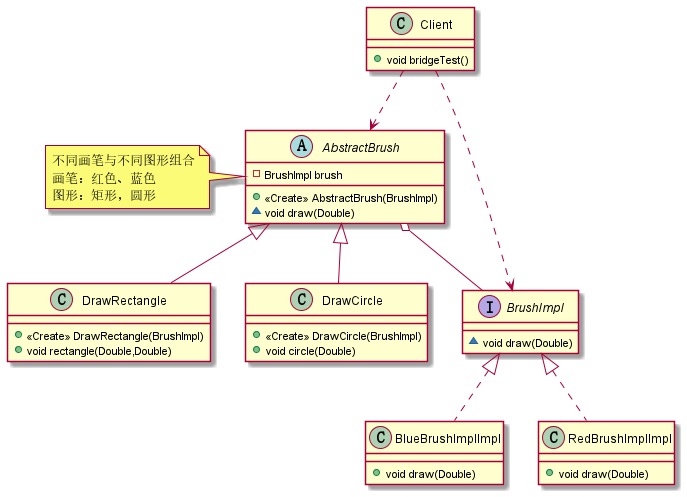 C Client
void bridgeTest()
不同画笔与不同图形组合
画笔：红色、蓝色
图形：矩形，圆形
A AbstractBrush
BrushImpl brush
«Create» AbstractBrush(BrushImpl)
void draw(Double)
C DrawRectangle
«Create» DrawRectangle(BrushImpl)
void rectangle(Double,Double)
C DrawCircle
«Create» DrawCircle(BrushImpl)
void circle(Double)
I BrushImpl
void draw(Double)
C BlueBrushImplImpl
void draw(Double)
C RedBrushImplImpl
void draw(Double)